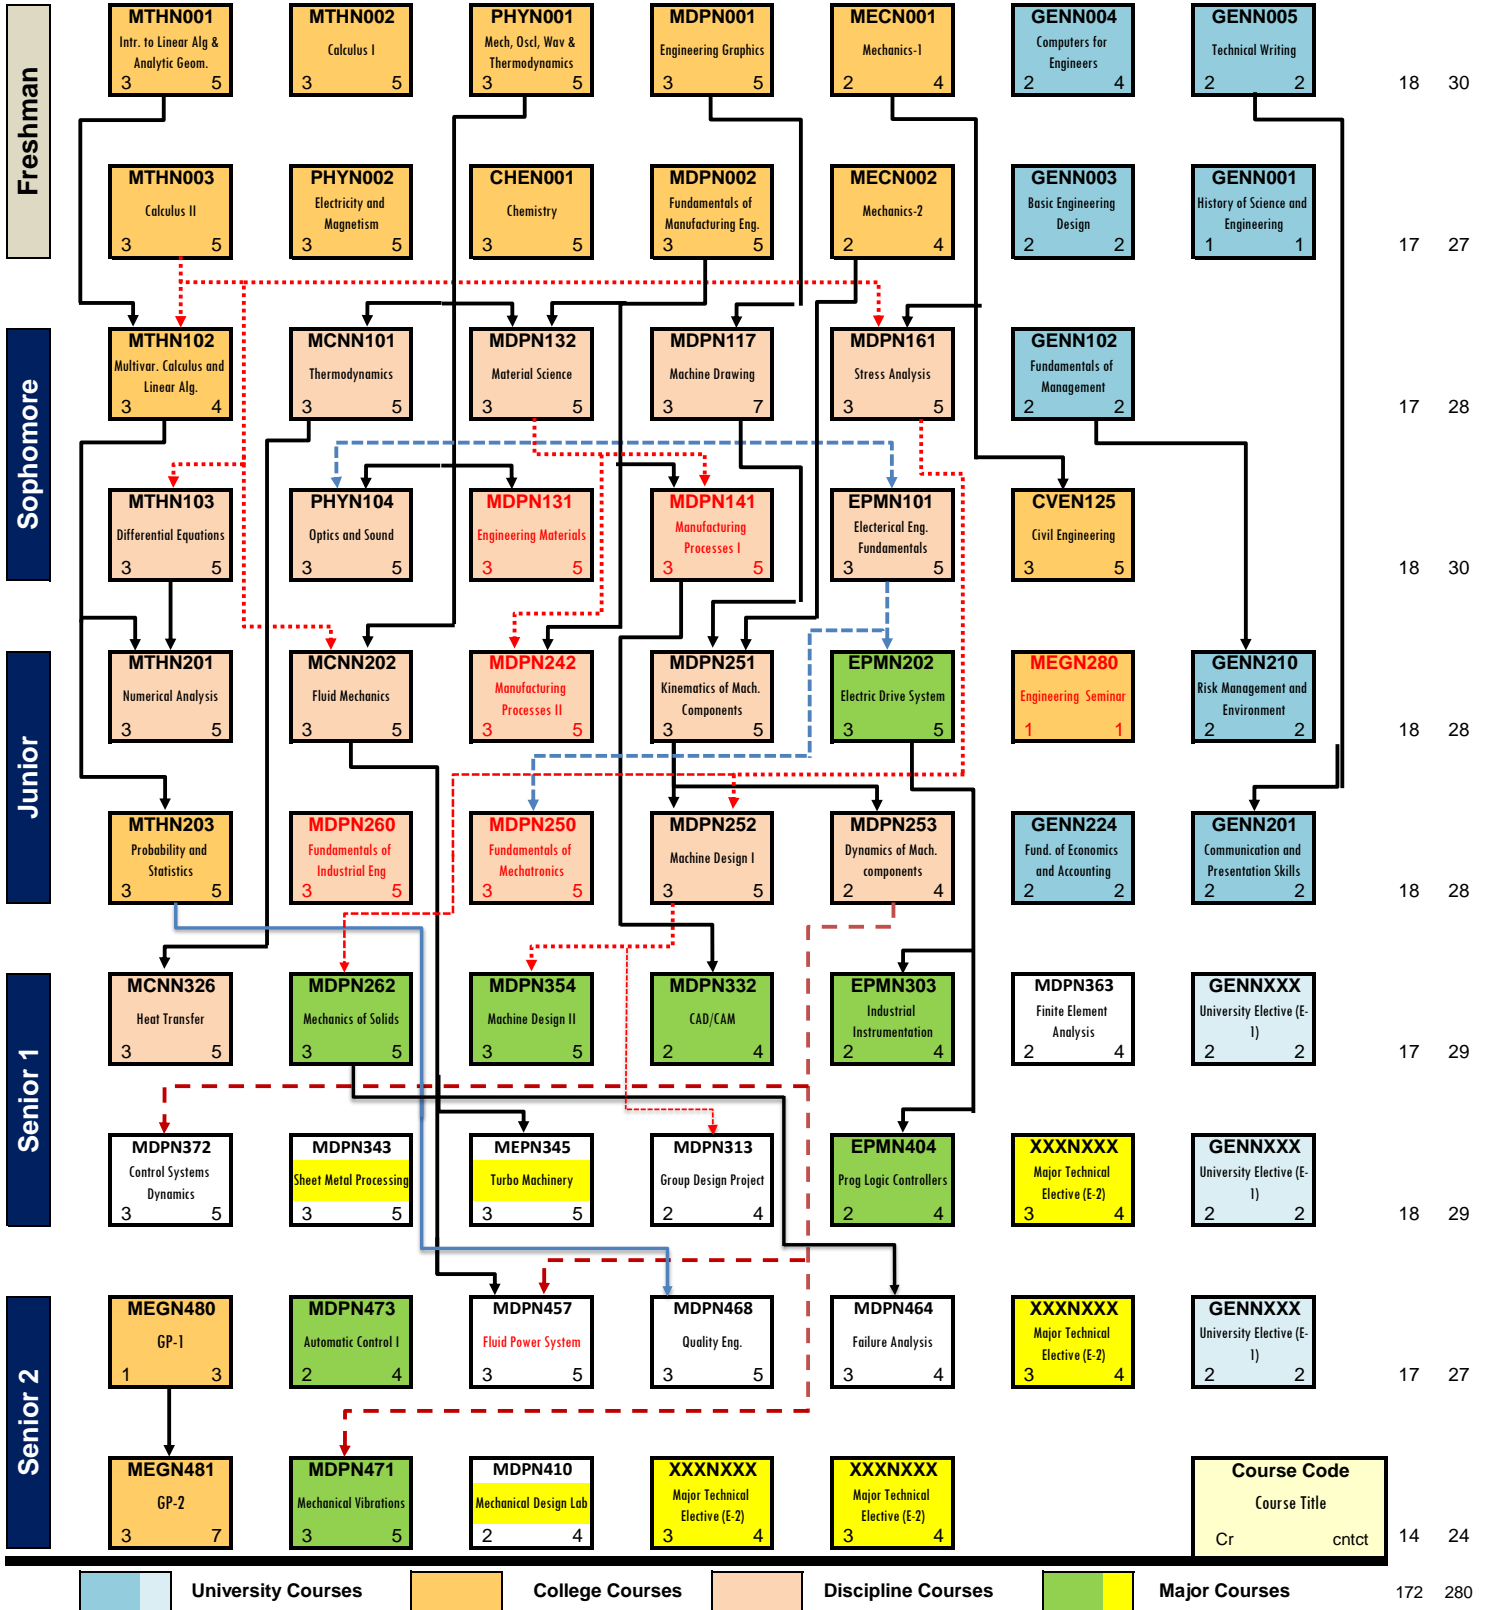 Freshman
MTHN001
Intr. to Linear Alg &
Analytic Geom.
3 5
MTHN002
Calculus I
3 5
PHYN001
Mech, Oscl, Wav &
Thermodynamics
3 5
MDPN001
Engineering Graphics
3 5
MECN001
Mechanics-1
2 4
GENN004
Computers for
Engineers
2 4
GENN005
Technical Writing
2 2
18 30
MTHN003
Calculus II
3 5
PHYN002
Electricity and
Magnetism
3 5
CHEN001
Chemistry
3 5
MDPN002
Fundamentals of
Manufacturing Eng.
3 5
MECN002
Mechanics-2
2 4
GENN003
Basic Engineering
Design
2 2
GENN001
History of Science and
Engineering
1 1
17 27
Sophomore
MTHN102
Multivar. Calculus and
Linear Alg.
3 4
MCNN101
Thermodynamics
3 5
MDPN132
Material Science
3 5
MDPN117
Machine Drawing
3 7
MDPN161
Stress Analysis
3 5
GENN102
Fundamentals of
Management
2 2
17 28
MTHN103
Differential Equations
3 5
PHYN104
Optics and Sound
3 5
MDPN131
Engineering Materials
3 5
MDPN141
Manufacturing
Processes I
3 5
EPMN101
Electerical Eng.
Fundamentals
3 5
CVEN125
Civil Engineering
3 5
18 30
Junior
MTHN201
Numerical Analysis
3 5
MCNN202
Fluid Mechanics
3 5
MDPN242
Manufacturing
Processes II
3 5
MDPN251
Kinematics of Mach.
Components
3 5
EPMN202
Electric Drive System
3 5
MEGN280
Engineering Seminar
1 1
GENN210
Risk Management and
Environment
2 2
18 28
MTHN203
Probability and
Statistics
3 5
MDPN260
Fundamentals of
Industrial Eng
3 5
MDPN250
Fundamentals of
Mechatronics
3 5
MDPN252
Machine Design I
3 5
MDPN253
Dynamics of Mach.
components
2 4
GENN224
Fund. of Economics
and Accounting
2 2
GENN201
Communication and
Presentation Skills
2 2
18 28
Senior 1
MCNN326
Heat Transfer
3 5
MDPN262
Mechanics of Solids
3 5
MDPN354
Machine Design II
3 5
MDPN332
CAD/CAM
2 4
EPMN303
Industrial
Instrumentation
2 4
MDPN363
Finite Element
Analysis
2 4
GENNXXX
University Elective (E-
1)
2 2
17 29
MDPN372
Control Systems
Dynamics
3 5
MDPN343
Sheet Metal Processing
3 5
MEPN345
Turbo Machinery
3 5
MDPN313
Group Design Project
2 4
EPMN404
Prog Logic Controllers
2 4
XXXNXXX
Major Technical
Elective (E-2)
3 4
GENNXXX
University Elective (E-
1)
2 2
18 29
Senior 2
MEGN480
GP-1
1 3
MDPN473
Automatic Control I
2 4
MDPN457
Fluid Power System
3 5
MDPN468
Quality Eng.
3 5
MDPN464
Failure Analysis
3 4
XXXNXXX
Major Technical
Elective (E-2)
3 4
GENNXXX
University Elective (E-
1)
2 2
17 27
MEGN481
GP-2
3 7
MDPN471
Mechanical Vibrations
3 5
MDPN410
Mechanical Design Lab
2 4
XXXNXXX
Major Technical
Elective (E-2)
3 4
XXXNXXX
Major Technical
Elective (E-2)
3 4
Course Code
Course Title
Cr cntct
14 24
University Courses
College Courses
Discipline Courses
Major Courses
172 280